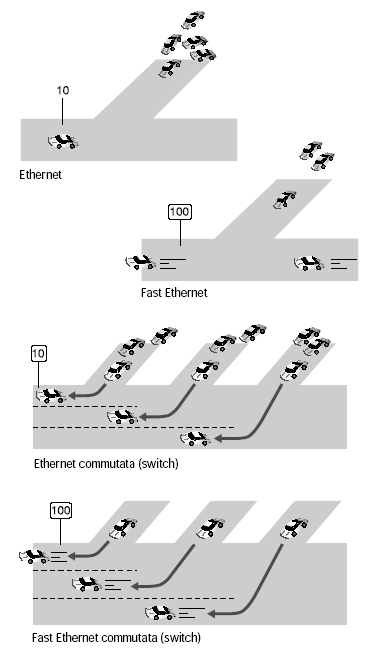 10
Ethernet
100
Fast Ethernet
10
Ethernet commutata (switch)
100
Fast Ethernet commutata (switch)